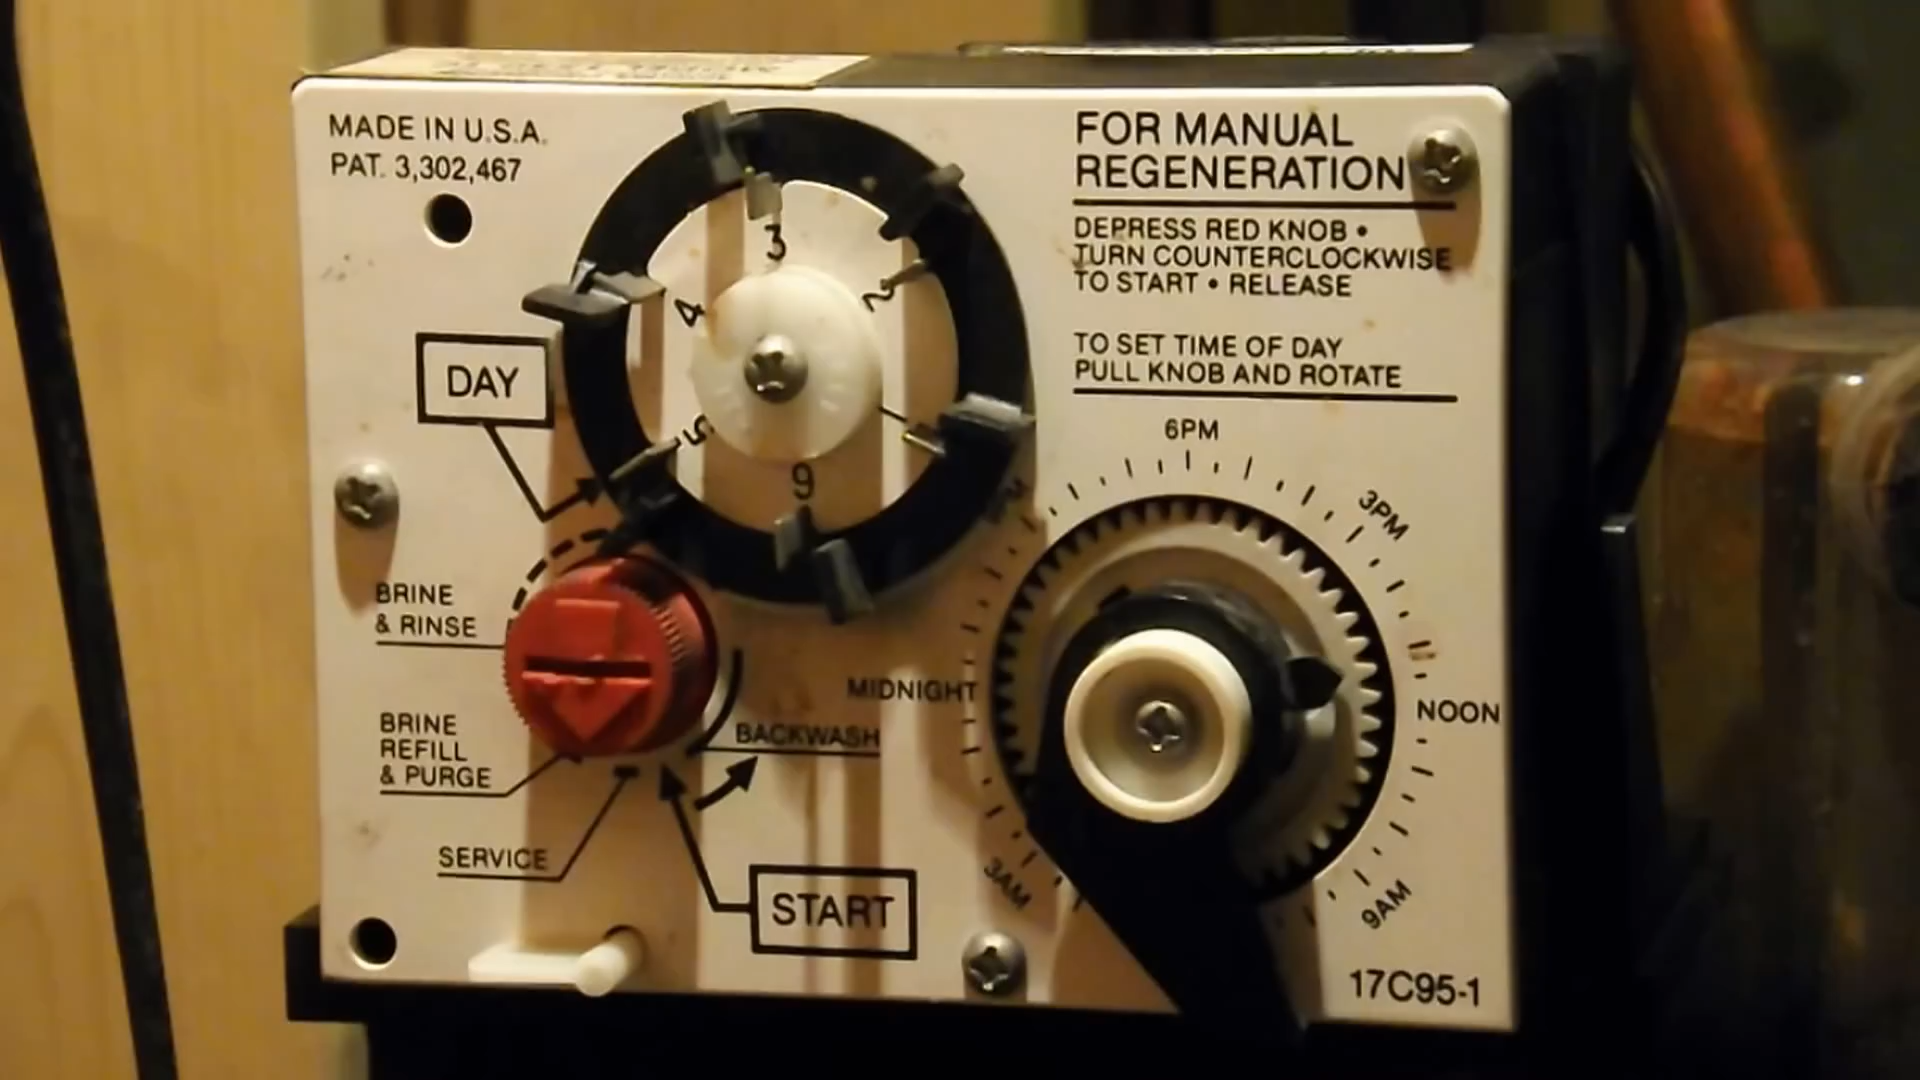 MADE IN U.S.A.
PAT. 3,302,467
FOR MANUAL
REGENERATION
DEPRESS RED KNOB •
TURN COUNTERCLOCKWISE
TO START • RELEASE
TO SET TIME OF DAY
PULL KNOB AND ROTATE
3
2
4
5
6
DAY
6PM
3PM
NOON
9AM
3AM
MIDNIGHT
BRINE
& RINSE
BRINE
REFILL
& PURGE
BACKWASH
SERVICE
START
17C95-1